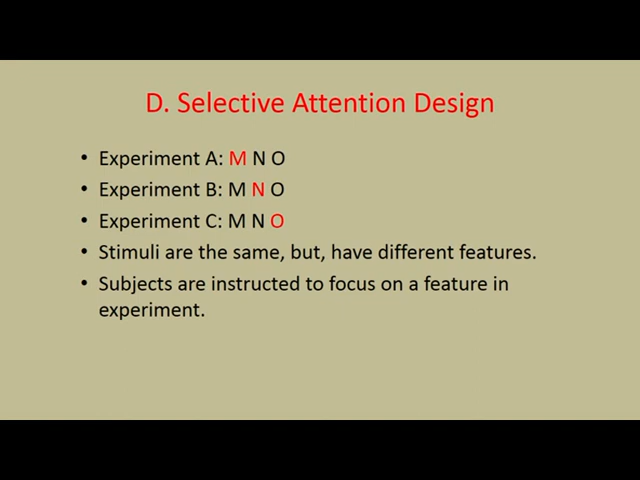 D. Selective Attention Design
• Experiment A: M N O
• Experiment B: M N O
• Experiment C: M N O
• Stimuli are the same, but, have different features.
• Subjects are instructed to focus on a feature in
experiment.